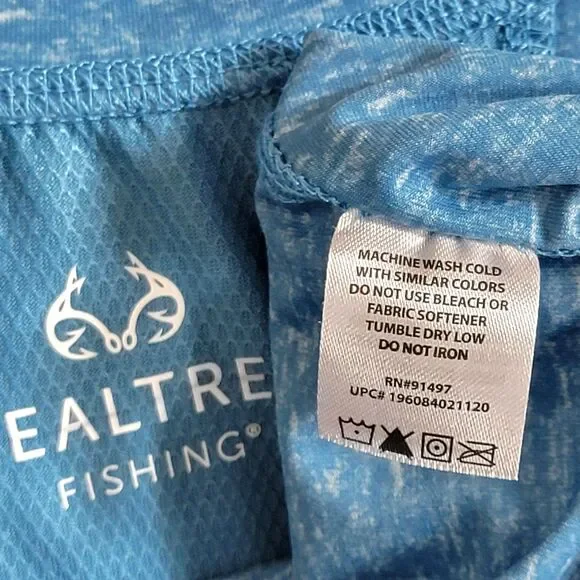 EALTRE
FISHING®
MACHINE WASH COLD
WITH SIMILAR COLORS
DO NOT USE BLEACH OR
FABRIC SOFTENER
TUMBLE DRY LOW
DO NOT IRON
RN#91497
UPC# 196084021120